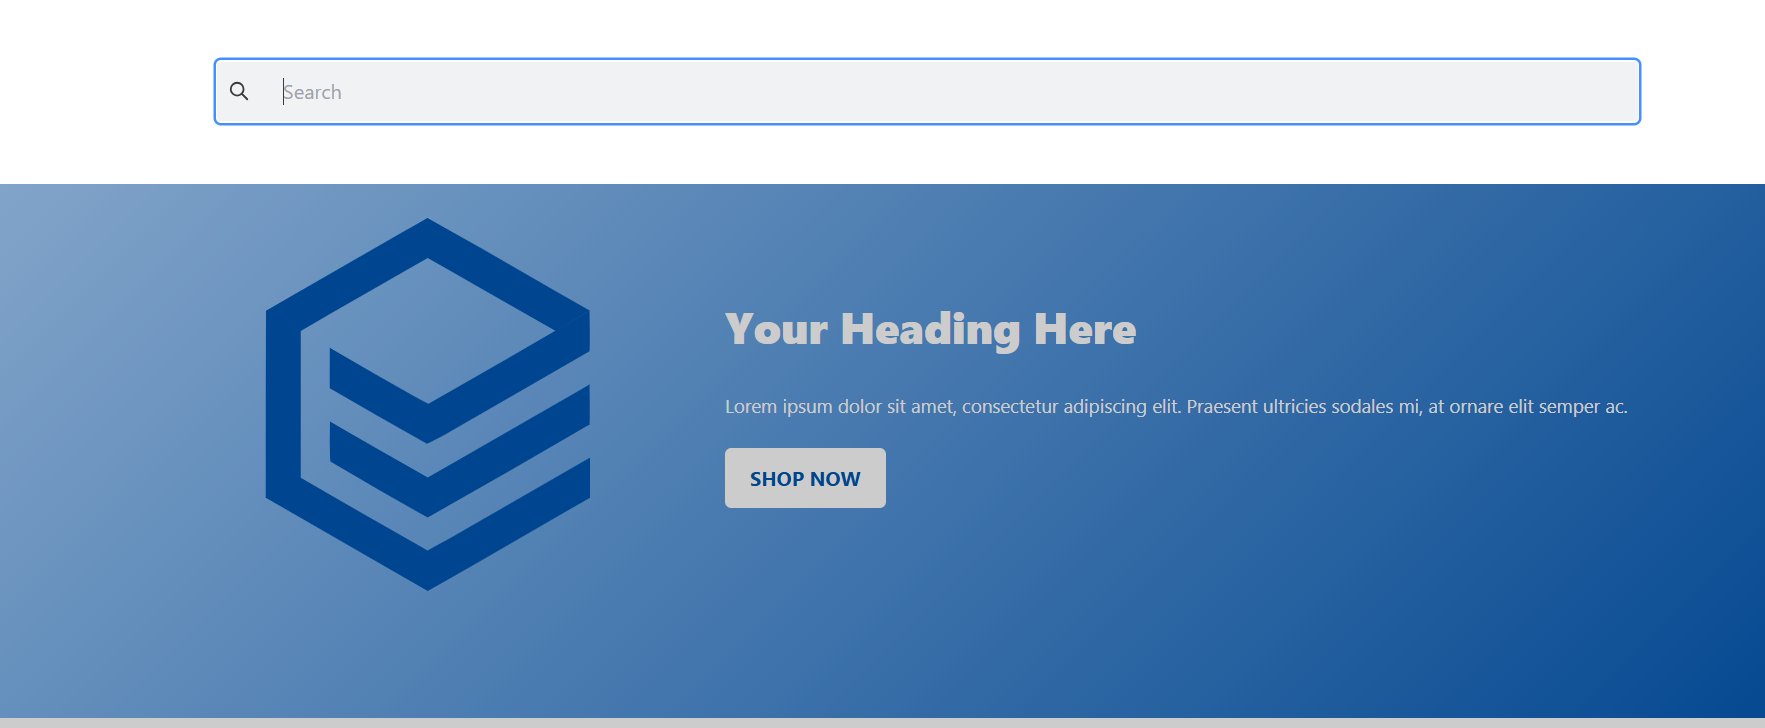 Search
Your Heading Here
Lorem ipsum dolor sit amet, consectetur adipiscing elit. Praesent ultricies sodales mi, at ornare elit semper ac.
SHOP NOW